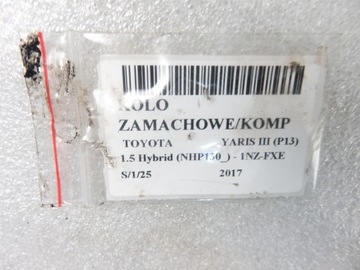 KOLO
ZAMACHOWE/KOMP
TOYOTA YARIS III (P13)
1.5 Hybrid (NHP130_) - 1NZ-FXE
S/1/25 2017